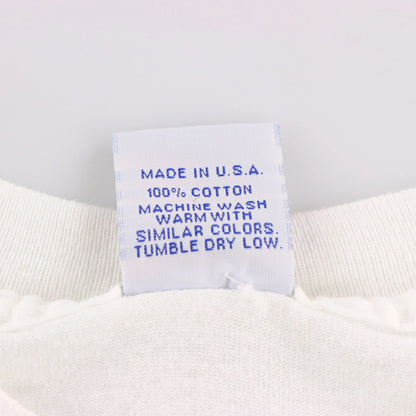 MADE IN U.S.A.
100% COTTON
MACHINE WASH
WARM WITH
SIMILAR COLORS.
TUMBLE DRY LOW.